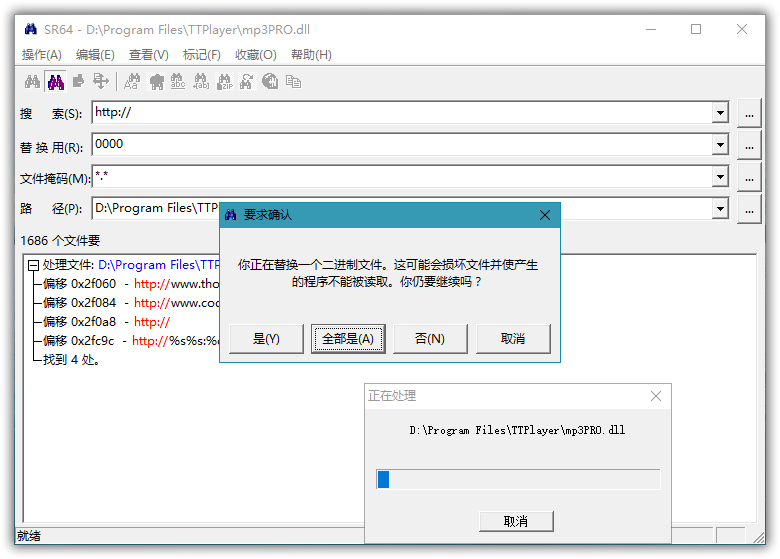 SR64 - D:\Program Files\TTPlayer\mp3PRO.dll
操作(A) 编辑(E) 查看(V) 标记(F) 收藏(O) 帮助(H)
搜 索(S): http:// ...
替 换 用(R): 0000 ...
文件掩码(M): *.* ...
路 径(P): D:\Program Files\TTP ...
1686 个文件要
处理文件: D:\Program Files\TTP
偏移 0x2f060 - http://www.tho
偏移 0x2f084 - http://www.coc
偏移 0x2f0a8 - http://
偏移 0x2fc9c - http://%s%s:%
找到 4 处。
要求确认
你正在替换一个二进制文件。这可能会损坏文件并使产生
的程序不能被读取。你仍要继续吗？
是(Y) 全部是(A) 否(N) 取消
正在处理
D:\Program Files\TTPlayer\mp3PRO.dll
取消
就绪